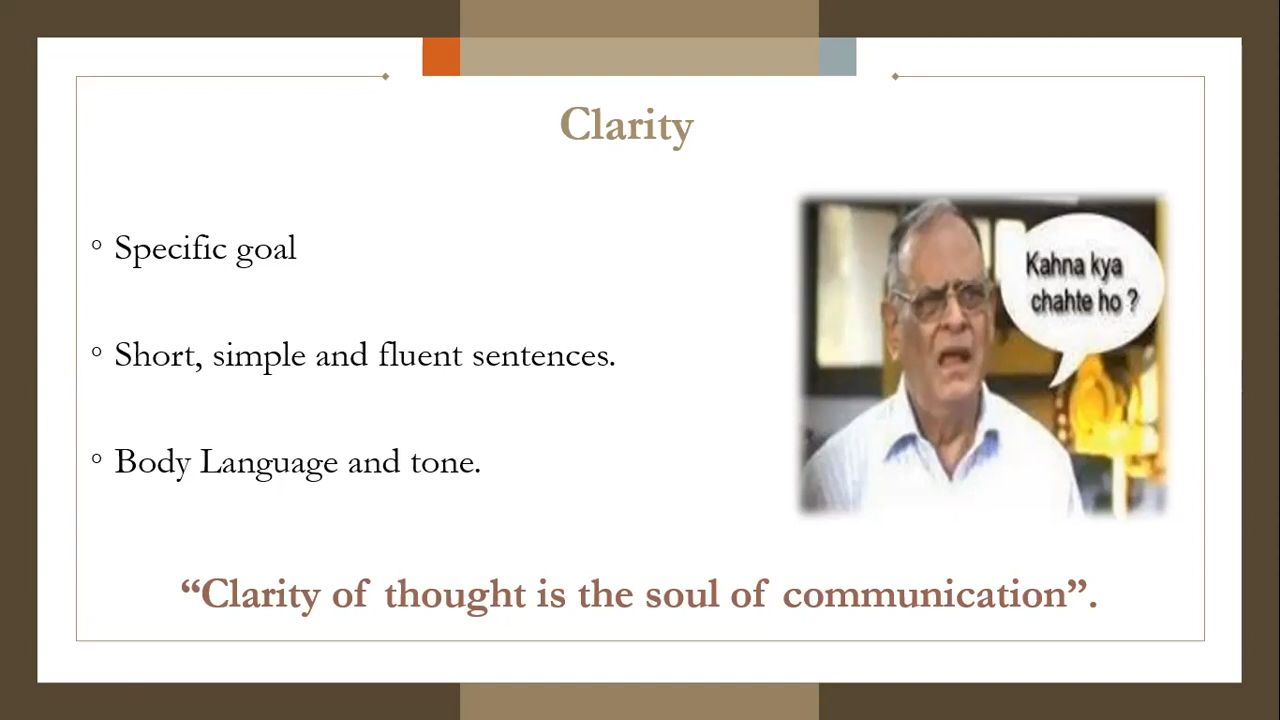 Clarity
° Specific goal
° Short, simple and fluent sentences.
° Body Language and tone.
Kahna kya
chahte ho ?
“Clarity of thought is the soul of communication”.